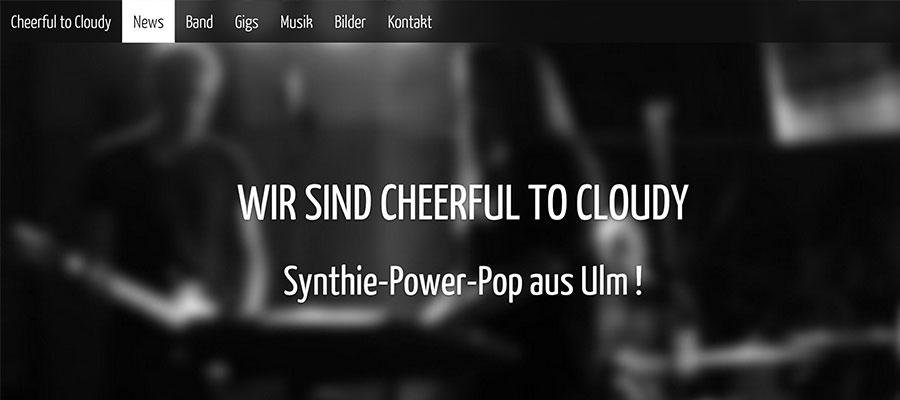 Cheerful to Cloudy News Band Gigs Musik Bilder Kontakt
WIR SIND CHEERFUL TO CLOUDY
Synthie-Power-Pop aus Ulm !